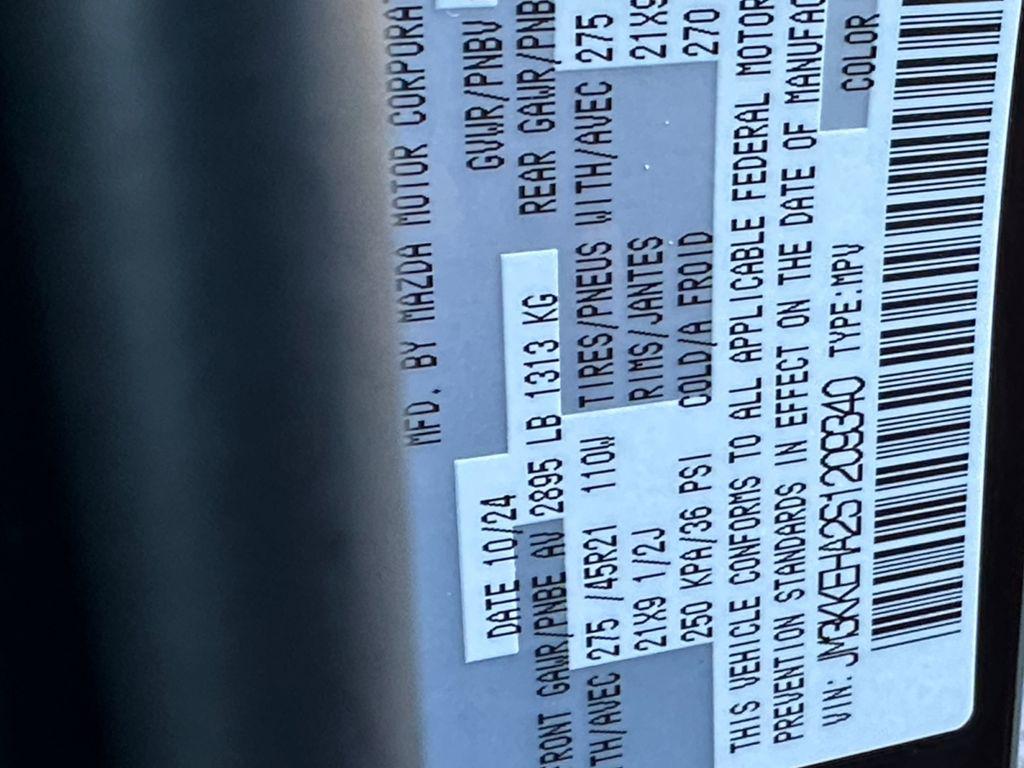 MFD. BY MAZDA MOTOR CORPORAT
DATE 10/24 GVWR/PNBV
FRONT GAWR/PNBE AV 2895 LB 1313 KG REAR GAWR/PNB
TH/AVEC 275 /45R21 110W TIRES/PNEUS WITH/AVEC 275
21X9 1/2J RIMS/JANTES 21X9
250 KPA/36 PSI COLD/A FROID 270
THIS VEHICLE CONFORMS TO ALL APPLICABLE FEDERAL MOTOR
PREVENTION STANDARDS IN EFFECT ON THE DATE OF MANUFAC
VIN: JM3KKEHA2S1209340 TYPE:MPV COLOR